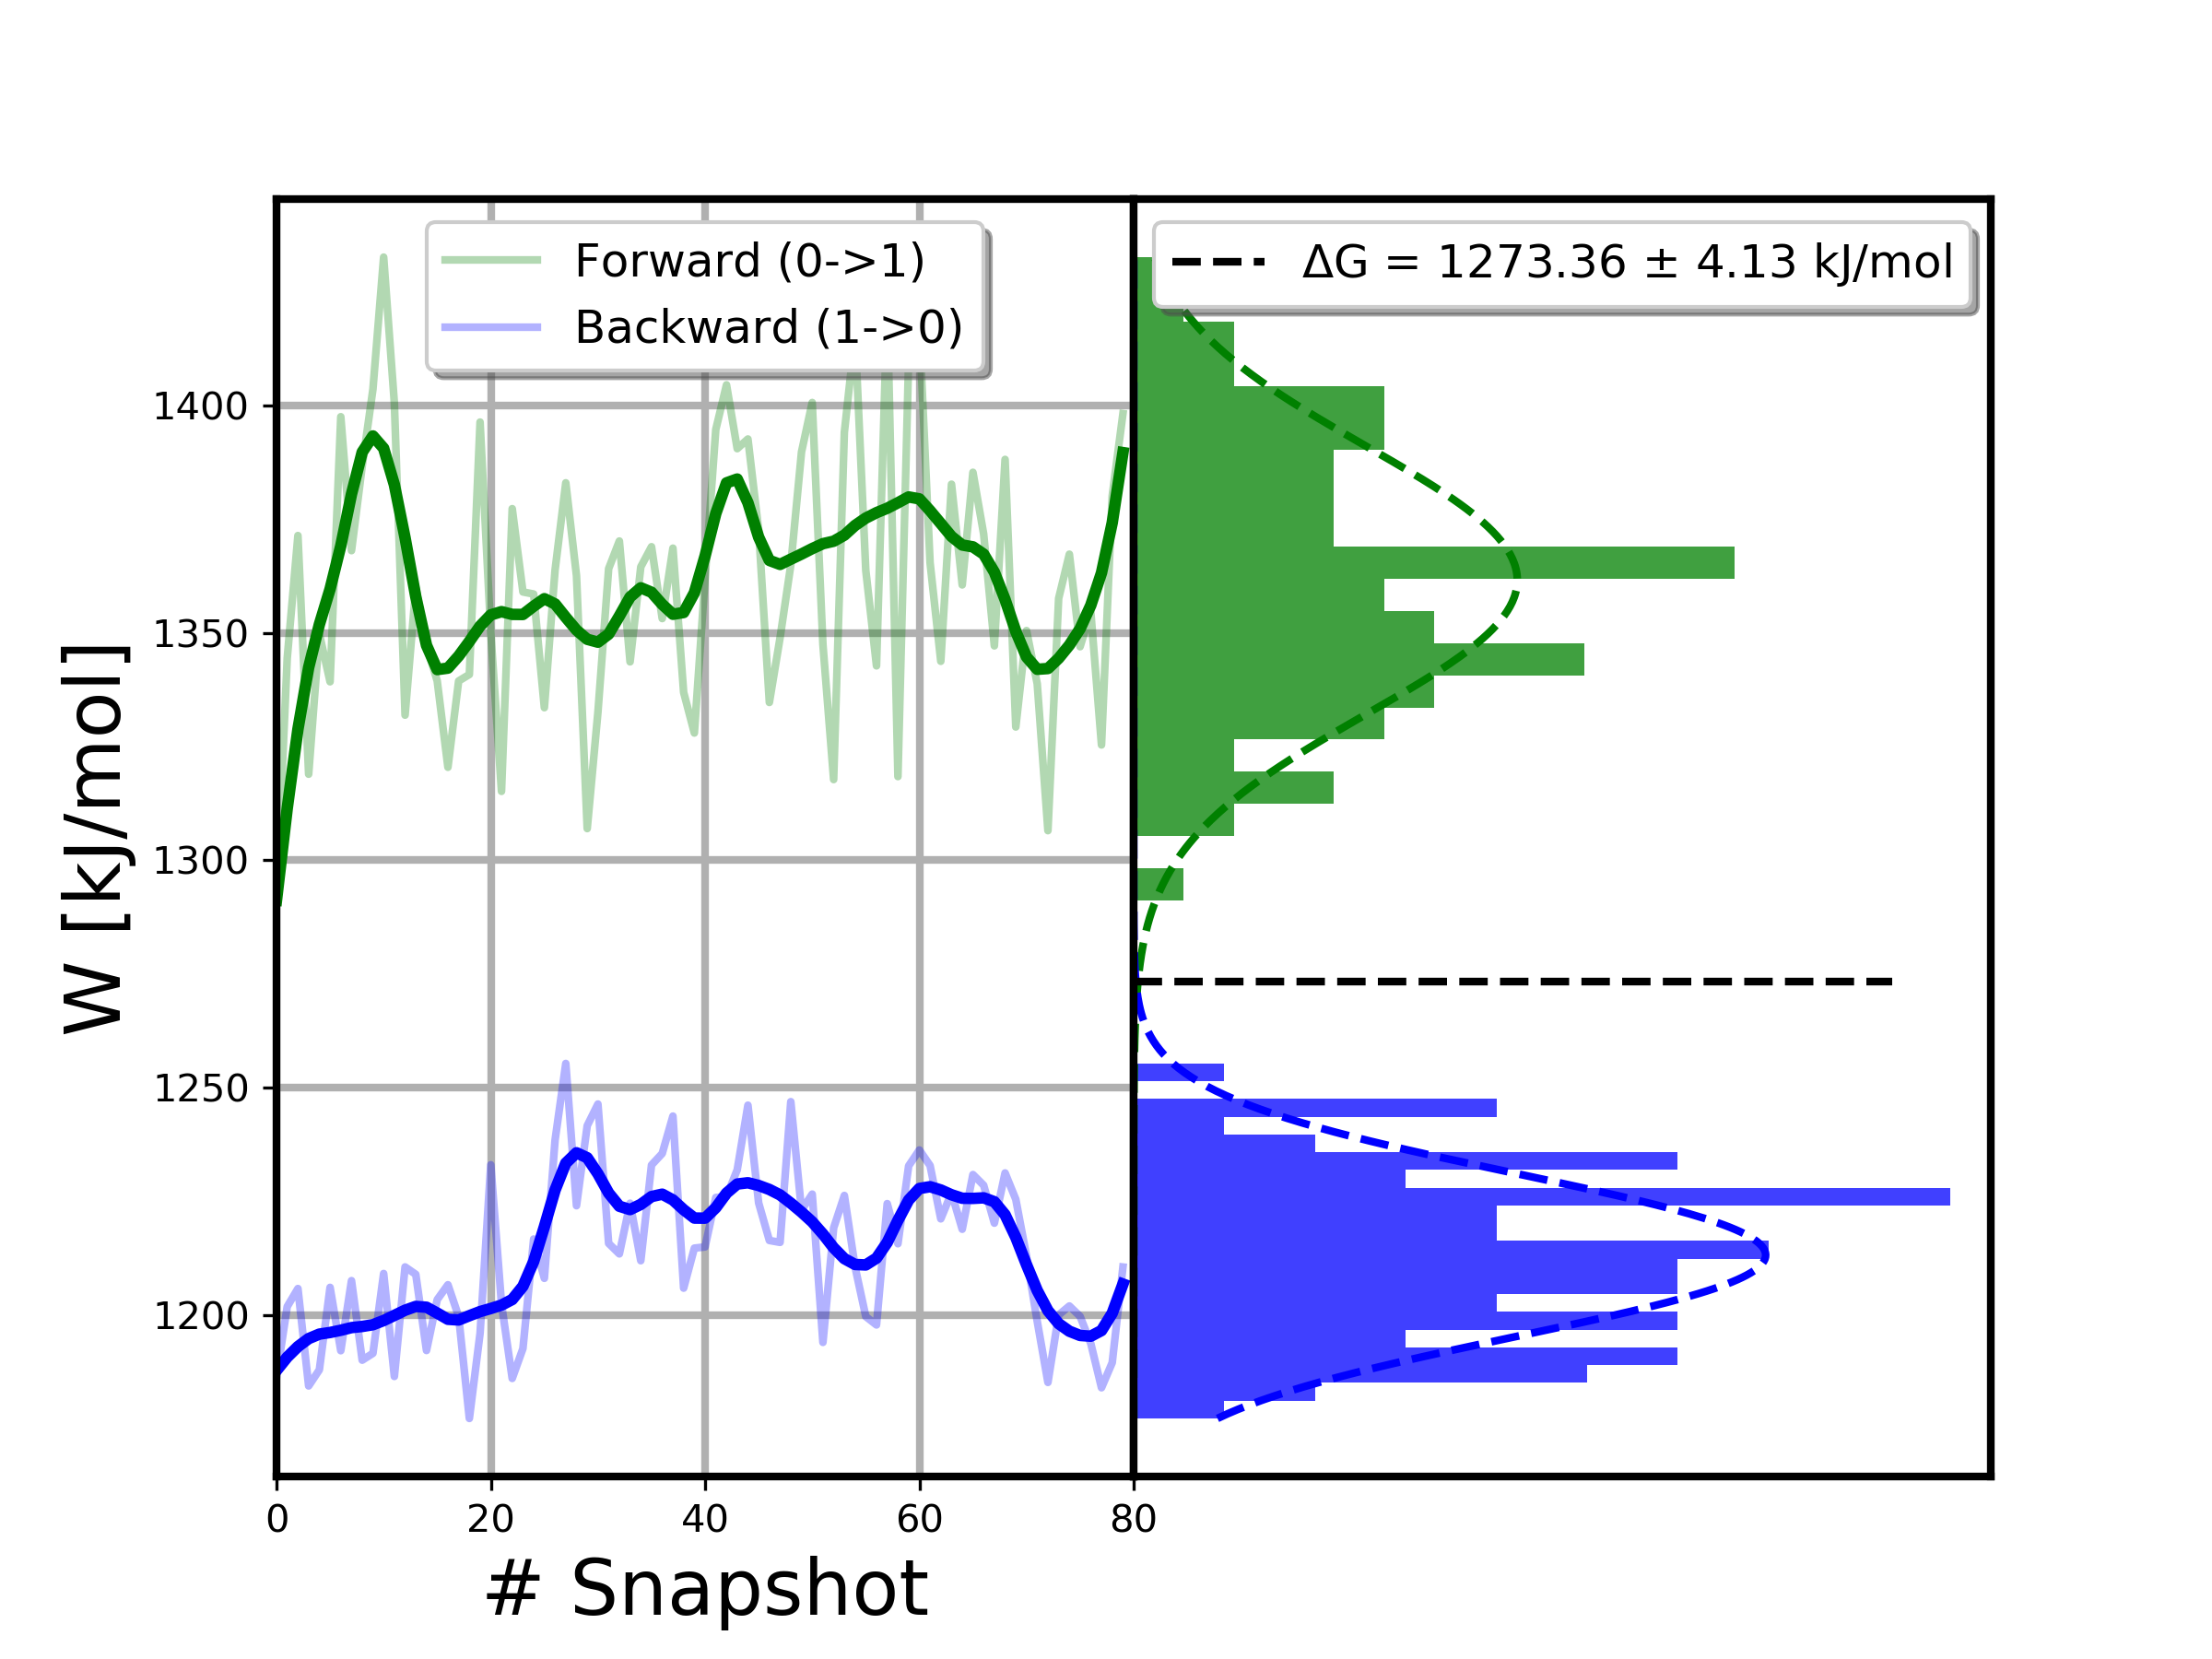 Forward (0->1)
Backward (1->0)
ΔG = 1273.36 ± 4.13 kJ/mol
W [kJ/mol]
1400
1350
1300
1250
1200
0 20 40 60 80
# Snapshot